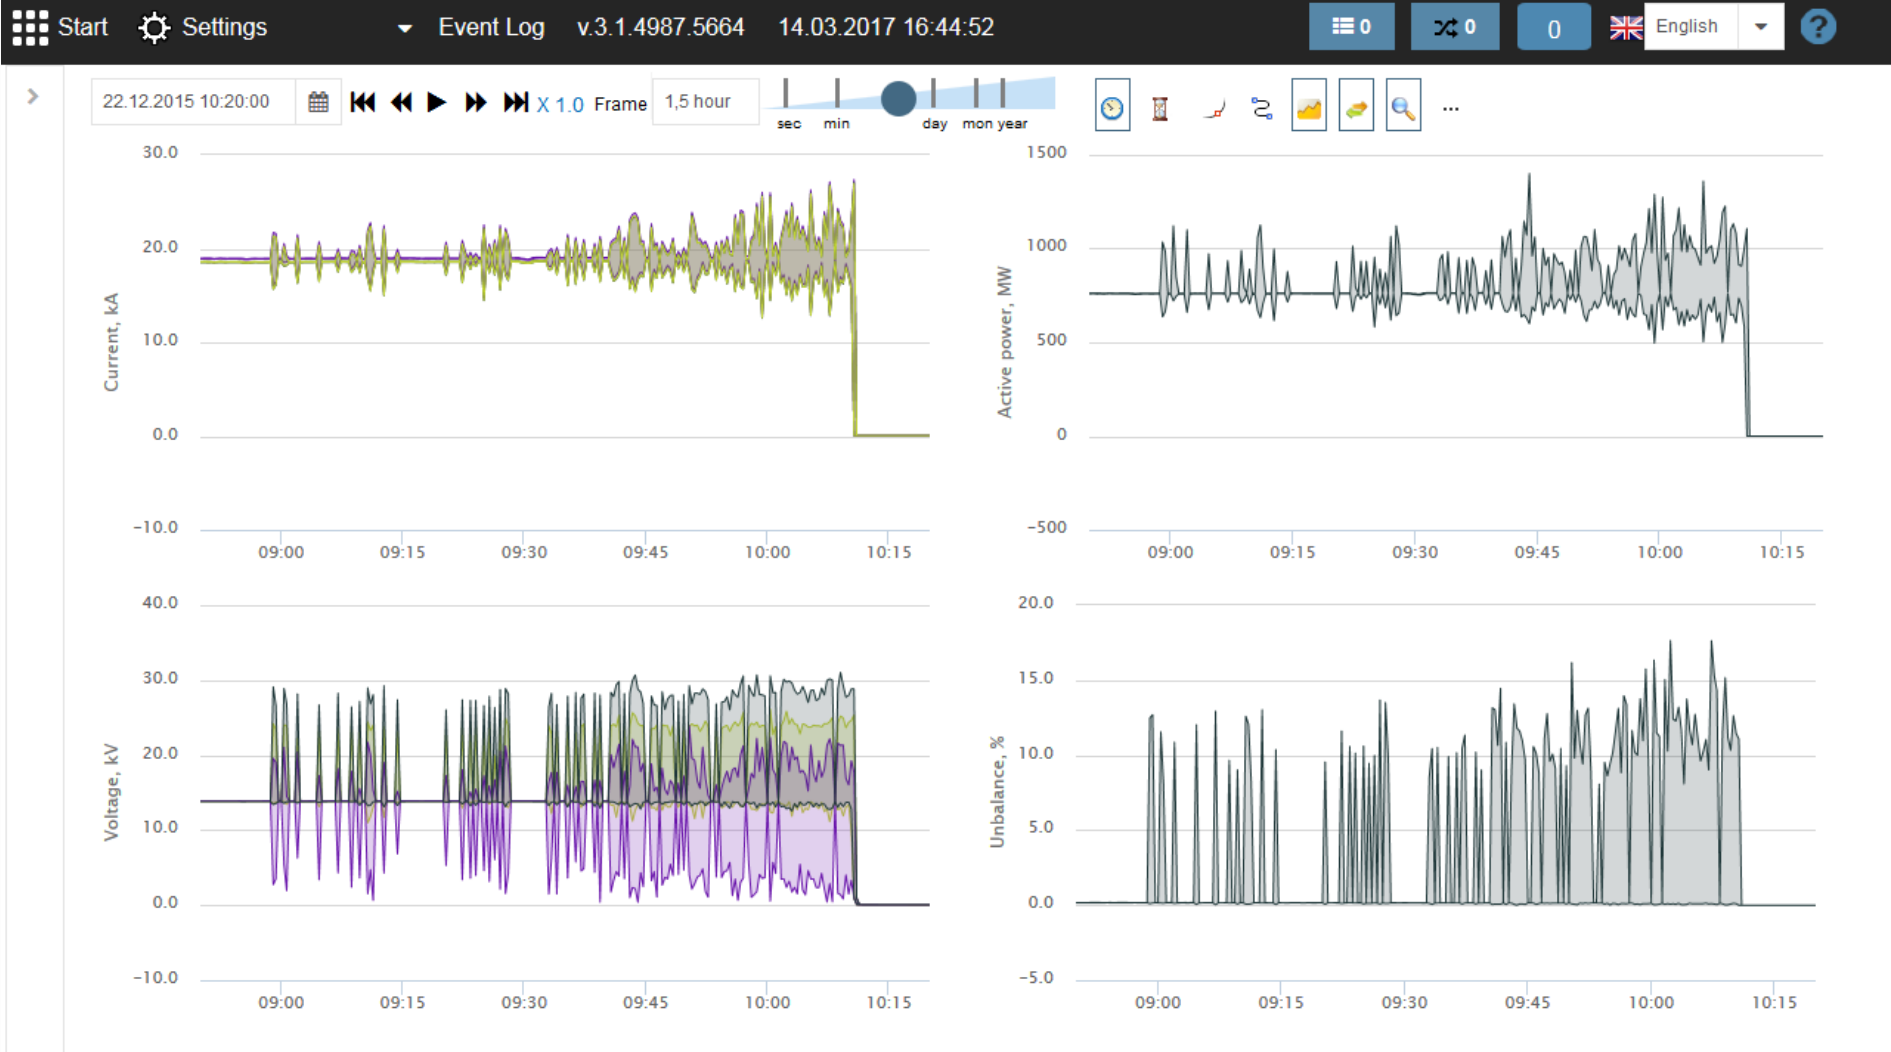 Start Settings Event Log v.3.1.4987.5664 14.03.2017 16:44:52 0 0 0 English ?
22.12.2015 10:20:00 X 1.0 Frame 1,5 hour
sec min day mon year
...
30.0
20.0
10.0
0.0
−10.0
Current, kA
09:00 09:15 09:30 09:45 10:00 10:15
1500
1000
500
0
−500
Active power, MW
09:00 09:15 09:30 09:45 10:00 10:15
40.0
30.0
20.0
10.0
0.0
−10.0
Voltage, kV
09:00 09:15 09:30 09:45 10:00 10:15
20.0
15.0
10.0
5.0
0.0
−5.0
Unbalance, %
09:00 09:15 09:30 09:45 10:00 10:15